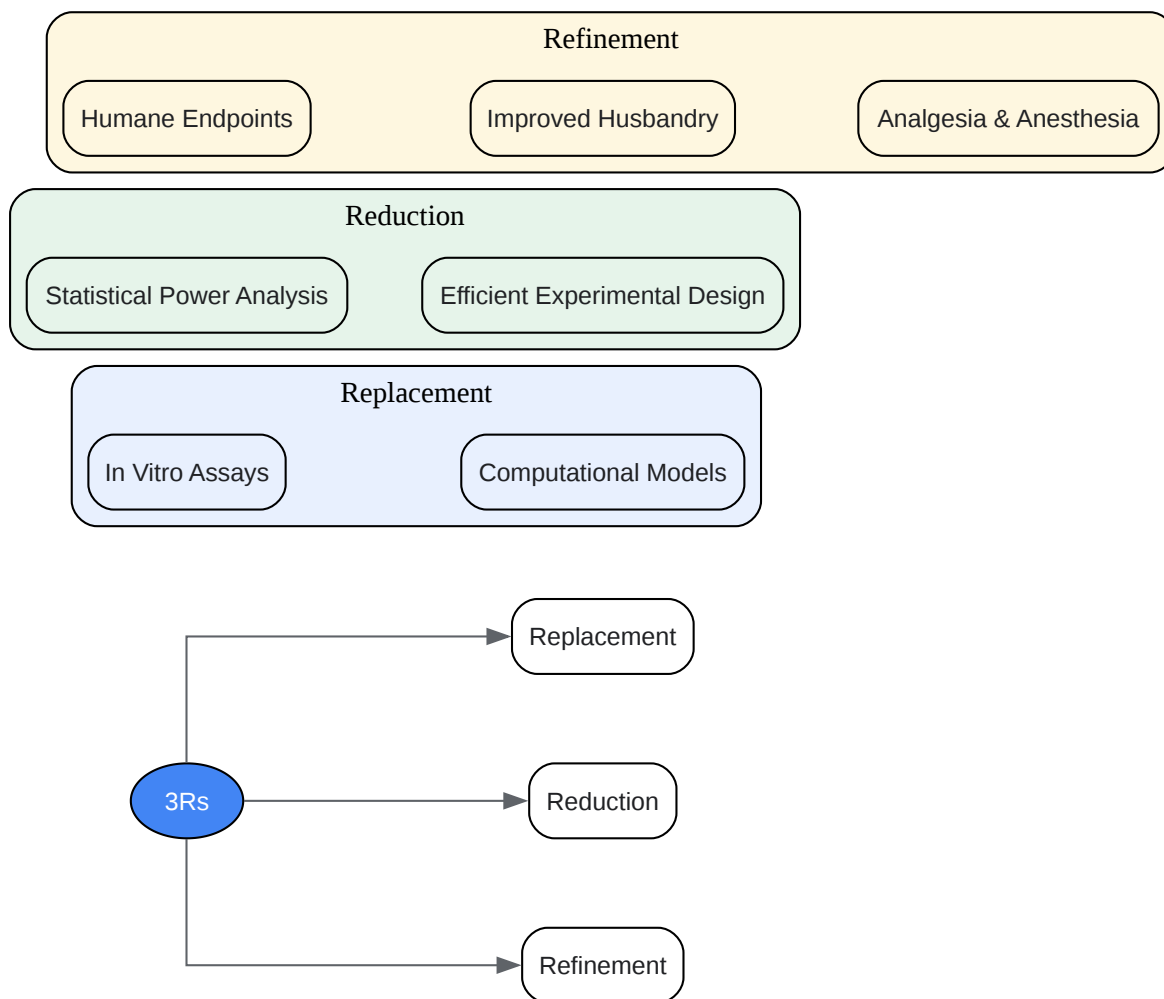 Refinement
Humane Endpoints
Improved Husbandry
Analgesia & Anesthesia
Reduction
Statistical Power Analysis
Efficient Experimental Design
Replacement
In Vitro Assays
Computational Models
Replacement
3Rs
Reduction
Refinement